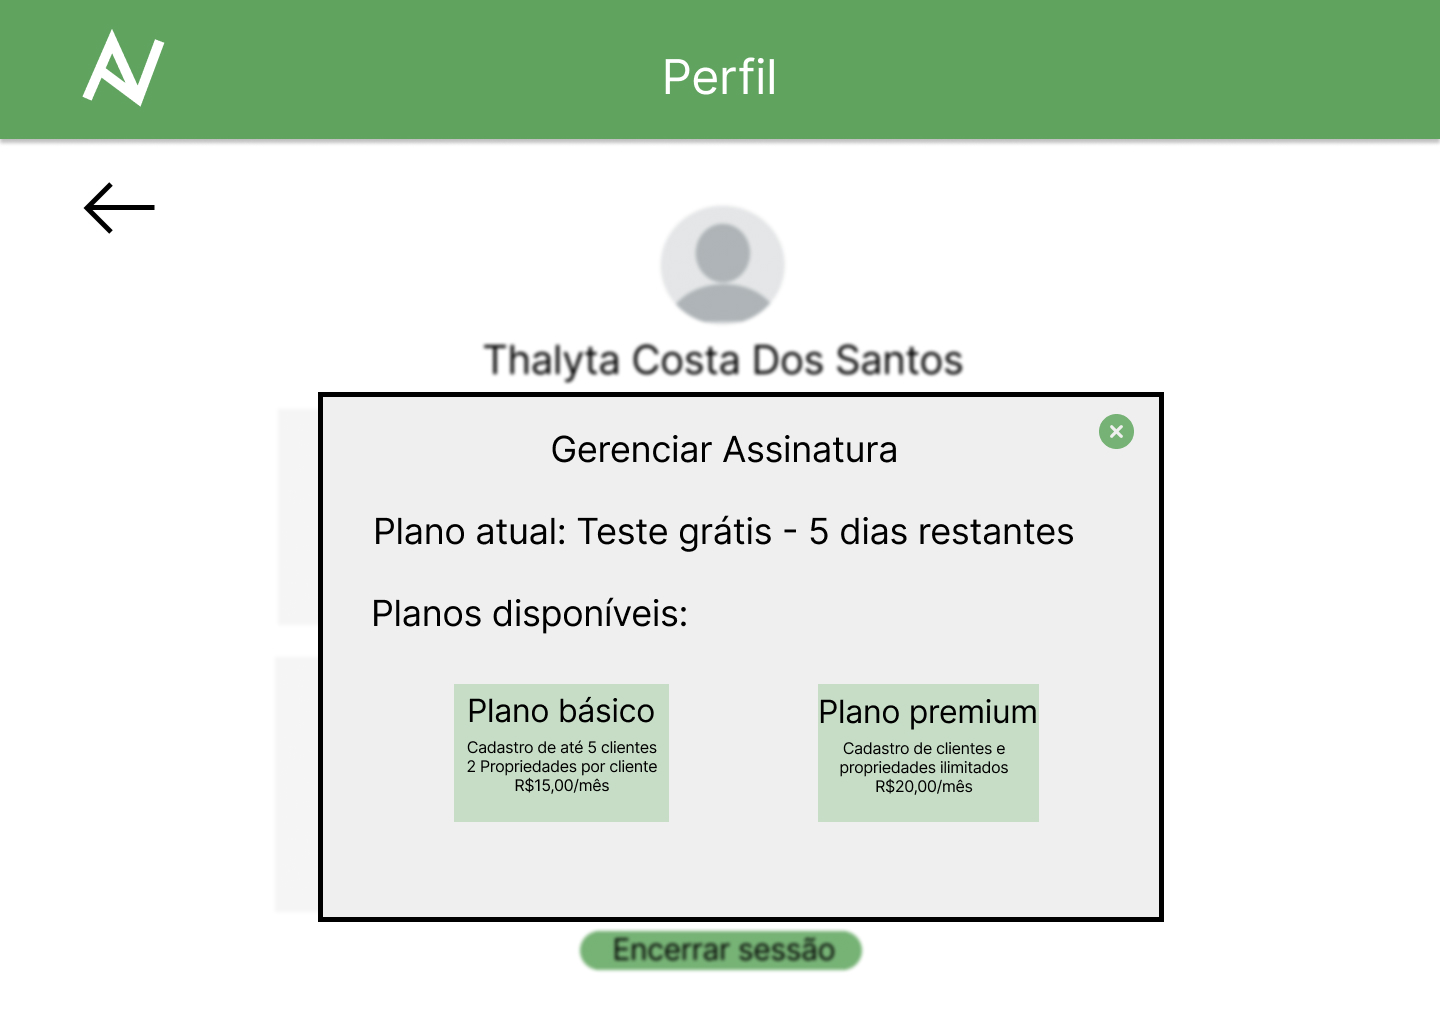 Perfil
Thalyta Costa Dos Santos
Gerenciar Assinatura
Plano atual: Teste grátis - 5 dias restantes
Planos disponíveis:
Plano básico
Cadastro de até 5 clientes
2 Propriedades por cliente
R$15,00/mês
Plano premium
Cadastro de clientes e
propriedades ilimitados
R$20,00/mês
Encerrar sessão